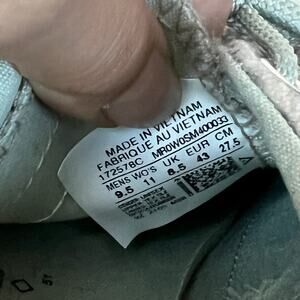 MADE IN VIETNAM
FABRIQUE AU VIETNAM
172578C MR0W0SM400033
MENS WO'S UK EUR CM
9.5 11 8.5 43 27.5